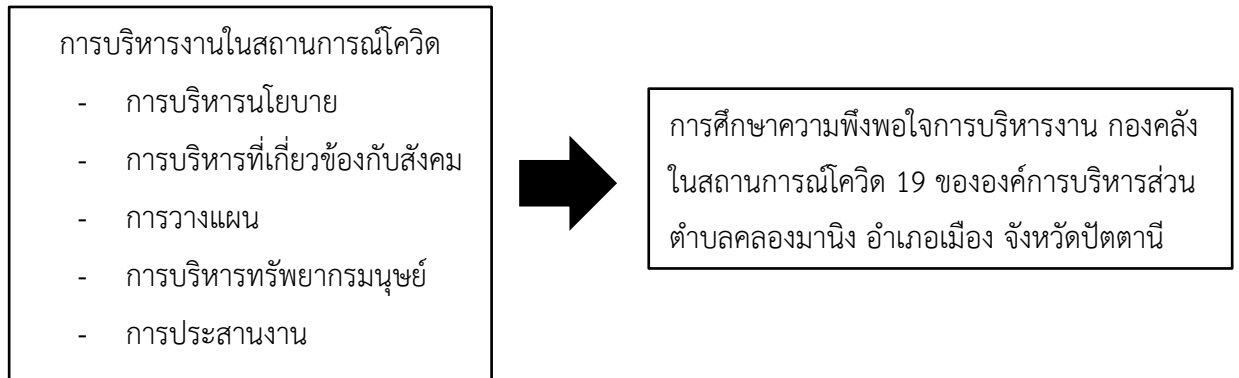 การบริหารงานในสถานการณ์โควิด
- การบริหารนโยบาย
- การบริหารที่เกี่ยวข้องกับสังคม
- การวางแผน
- การบริหารทรัพยากรมนุษย์
- การประสานงาน
การศึกษาความพึงพอใจการบริหารงาน กองคลัง
ในสถานการณ์โควิด 19 ขององค์การบริหารส่วน
ตำบลคลองมานิง อำเภอเมือง จังหวัดปัตตานี